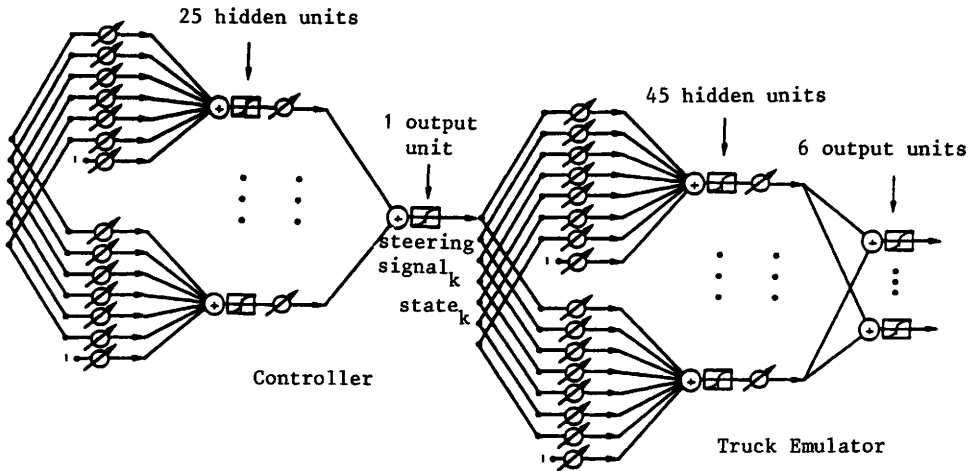 25 hidden units
1 output
unit
45 hidden units
6 output units
steering
signal_k
state_k
Controller
Truck Emulator